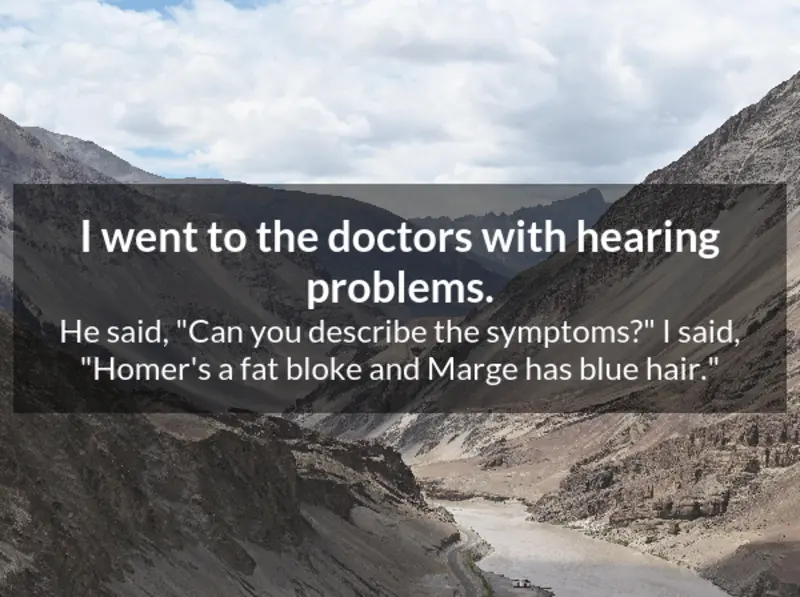 I went to the doctors with hearing
problems.
He said, "Can you describe the symptoms?" I said,
"Homer's a fat bloke and Marge has blue hair."